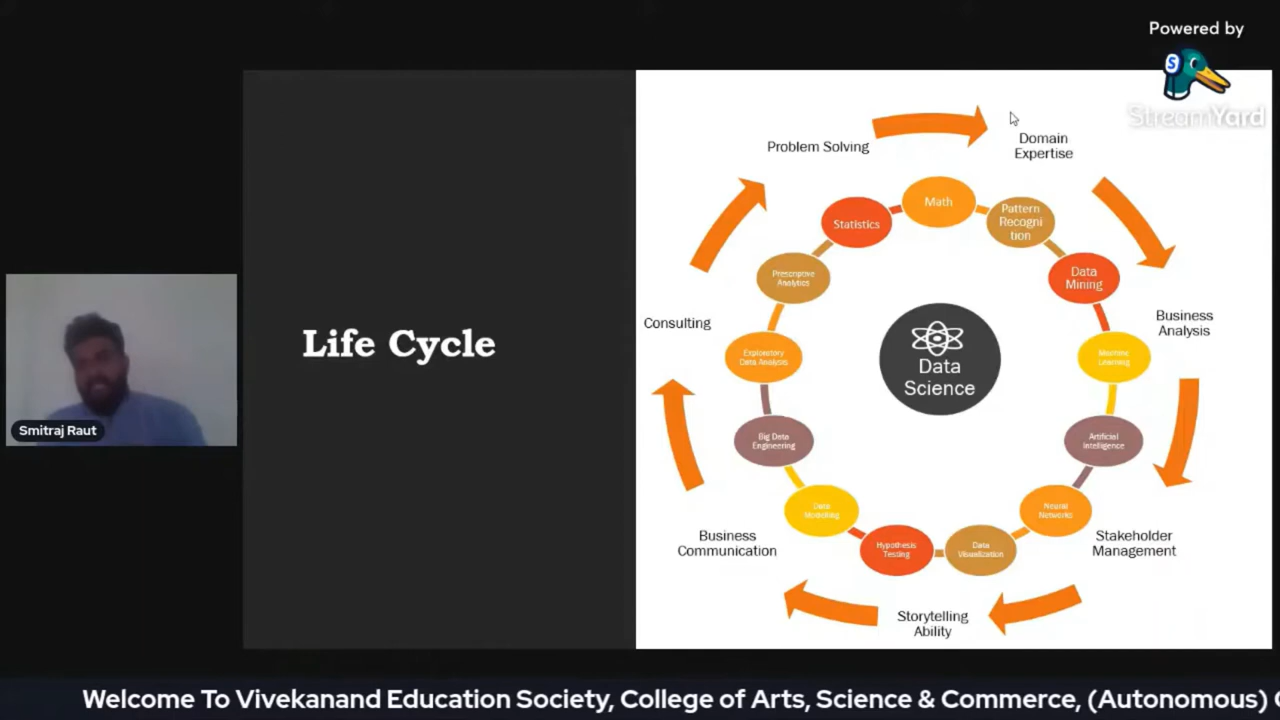 Powered by
StreamYard
Problem Solving
Domain
Expertise
Math
Statistics
Pattern
Recogni
tion
Prescriptive
Analytics
Data
Mining
Consulting
Business
Analysis
Life Cycle
Exploratory
Data Analysis
Data
Science
Machine
Learning
Smitraj Raut
Big Data
Engineering
Artificial
Intelligence
Data
Modelling
Neural
Networks
Business
Communication
Hypothesis
Testing
Data
Visualization
Stakeholder
Management
Storytelling
Ability
Welcome To Vivekanand Education Society, College of Arts, Science & Commerce, (Autonomous)